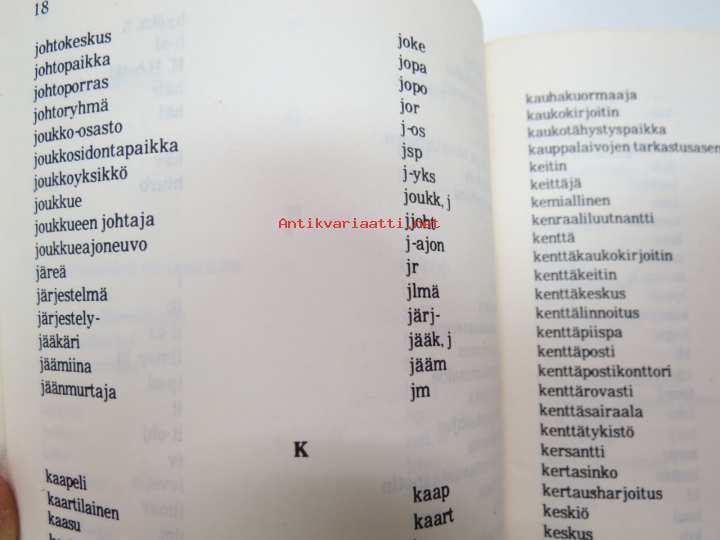 18
johtokeskus joke
johtopaikka jopa
johtoporras jopo
johtoryhmä jor
joukko-osasto j-os
joukkosidontapaikka jsp
joukkoyksikkö j-yks
joukkue joukk, j
joukkueen johtaja jjoht
joukkueajoneuvo j-ajon
järeä jr
järjestelmä jlmä
järjestely- järj-
jääkäri jääk, j
jäämiina jääm
jäänmurtaja jm
K
kaapeli kaap
kaartilainen kaart
kaasu
Antikvariaatti.net
kauhakuormaaja
kaukokirjoitin
kaukotähystyspaikka
kauppalaivojen tarkastusasem
keitin
keittäjä
kemiallinen
kenraaliluutnantti
kenttä
kenttäkaukokirjoitin
kenttäkeitin
kenttäkeskus
kenttälinnoitus
kenttäpiispa
kenttäposti
kenttäpostikonttori
kenttärovasti
kenttäsairaala
kenttätykistö
kersantti
kertasinko
kertausharjoitus
keskiö
keskus